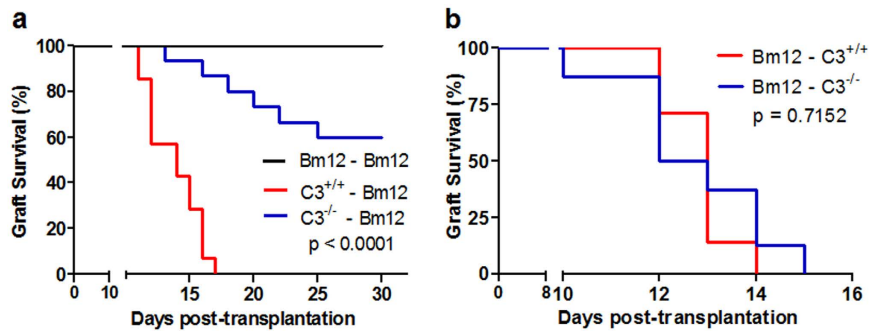 a
Graft Survival (%)
100
80
60
40
20
0
0
10
15
20
25
30
Days post-transplantation
Bm12 - Bm12
C3+/+ - Bm12
C3-/- - Bm12
p < 0.0001
b
Graft Survival (%)
100
75
50
25
0
0
8
10
12
14
16
Days post-transplantation
Bm12 - C3+/+
Bm12 - C3-/-
p = 0.7152